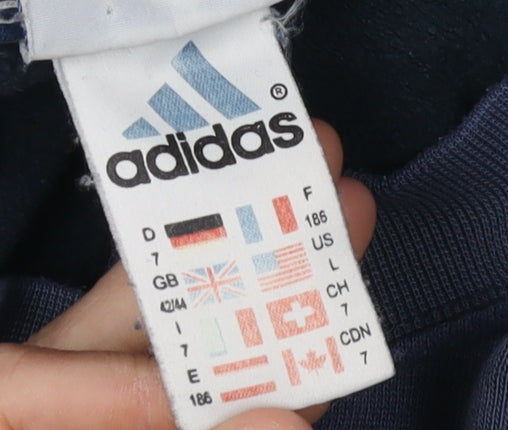 ®
adidas
D F
7 186
GB US
42/44 L
I CH
7 7
E CDN
186 7